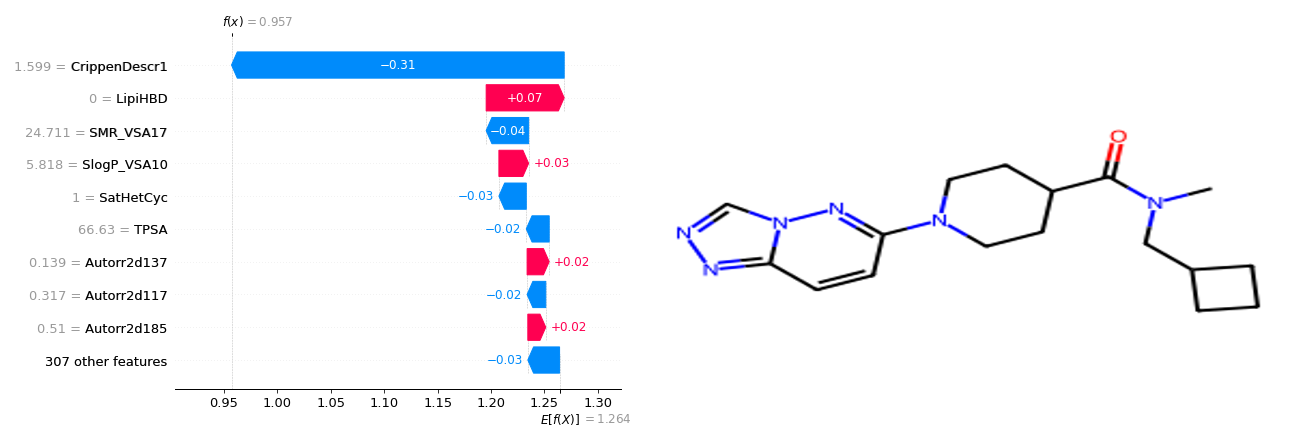 f(x) = 0.957
1.599 = CrippenDescr1
−0.31
0 = LipiHBD
+0.07
24.711 = SMR_VSA17
−0.04
5.818 = SlogP_VSA10
+0.03
1 = SatHetCyc
−0.03
66.63 = TPSA
−0.02
0.139 = Autorr2d137
+0.02
0.317 = Autorr2d117
−0.02
0.51 = Autorr2d185
+0.02
307 other features
−0.03
0.95 1.00 1.05 1.10 1.15 1.20 1.25 1.30
E[f(X)] = 1.264
O
N
N
N
N
N
N